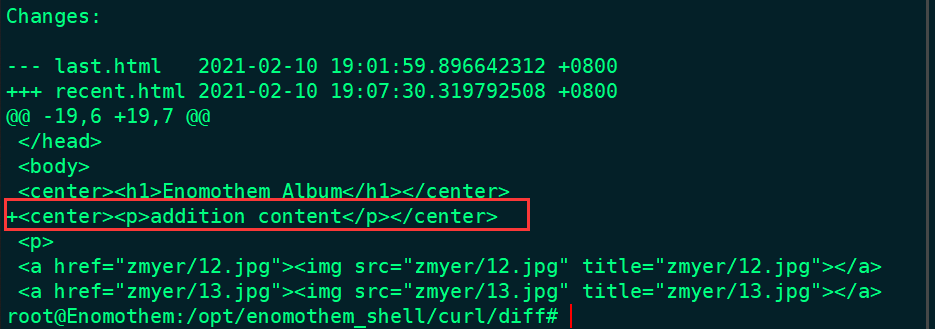 Changes:
--- last.html   2021-02-10 19:01:59.896642312 +0800
+++ recent.html 2021-02-10 19:07:30.319792508 +0800
@@ -19,6 +19,7 @@
 </head>
 <body>
 <center><h1>Enomothem Album</h1></center>
+<center><p>addition content</p></center>
 <p>
 <a href="zmyer/12.jpg"><img src="zmyer/12.jpg" title="zmyer/12.jpg"></a>
 <a href="zmyer/13.jpg"><img src="zmyer/13.jpg" title="zmyer/13.jpg"></a>
root@Enomothem:/opt/enomothem_shell/curl/diff#